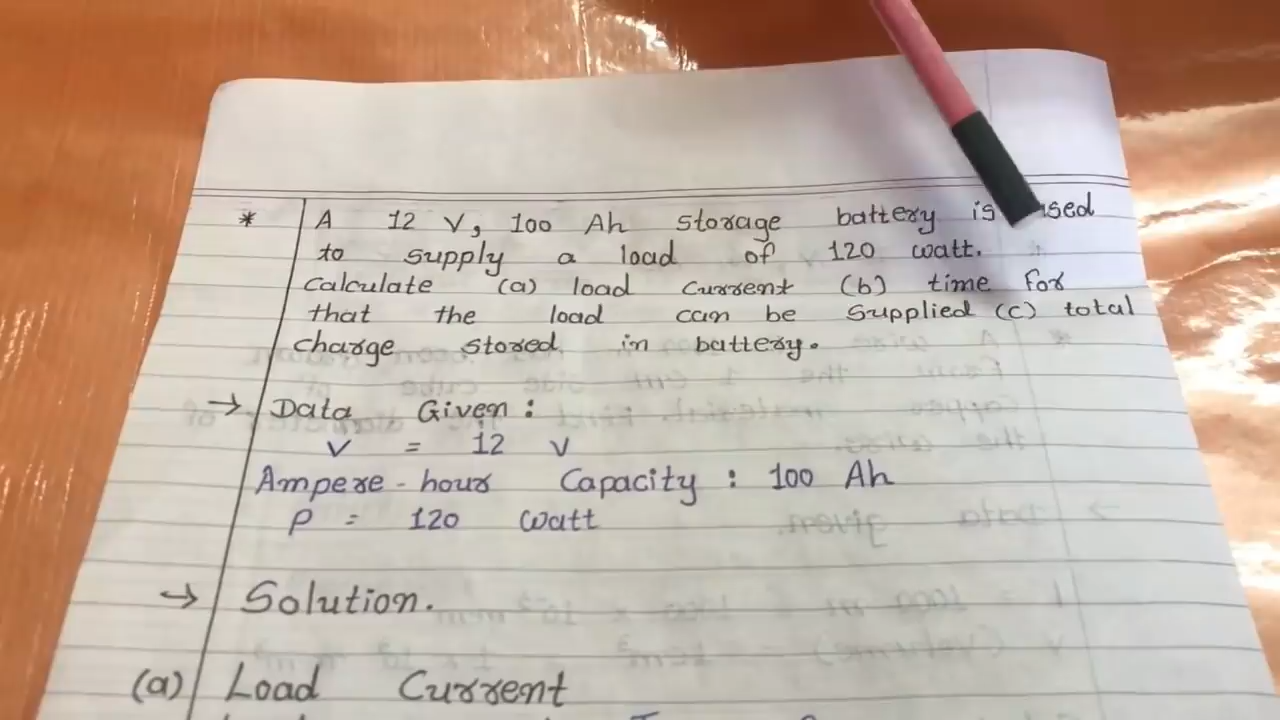 * A 12 V, 100 Ah storage battery is used
to supply a load of 120 watt.
Calculate (a) load current (b) time for
that the load can be supplied (c) total
charge stored in battery.
→ Data Given :
V = 12 V
Ampere-hour Capacity : 100 Ah
P = 120 watt
→ Solution.
(a) Load Current